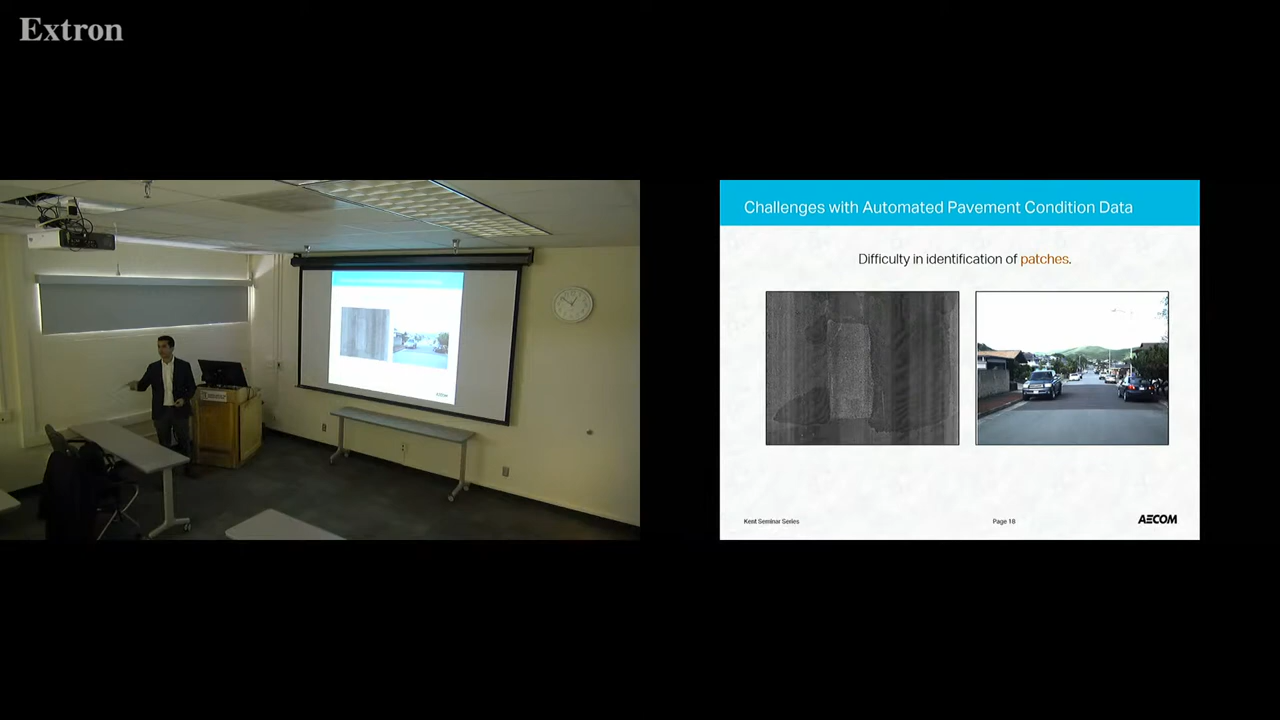 Extron
Challenges with Automated Pavement Condition Data
Difficulty in identification of patches.
Kent Seminar Series
Page 18
AECOM